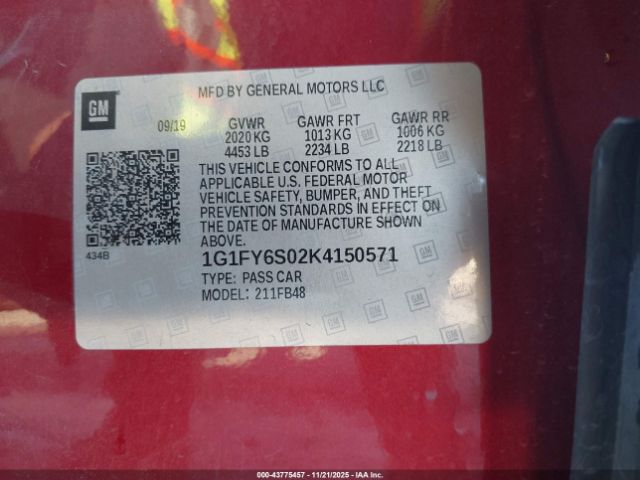 MFD BY GENERAL MOTORS LLC
GM
09/19 GVWR GAWR FRT GAWR RR
2020 KG 1013 KG 1006 KG
4453 LB 2234 LB 2218 LB
THIS VEHICLE CONFORMS TO ALL
APPLICABLE U.S. FEDERAL MOTOR
VEHICLE SAFETY, BUMPER, AND THEFT
PREVENTION STANDARDS IN EFFECT ON
THE DATE OF MANUFACTURE SHOWN
ABOVE.
434B
1G1FY6S02K4150571
TYPE: PASS CAR
MODEL: 211FB48
000-43775457 - 11/21/2025 - IAA Inc.